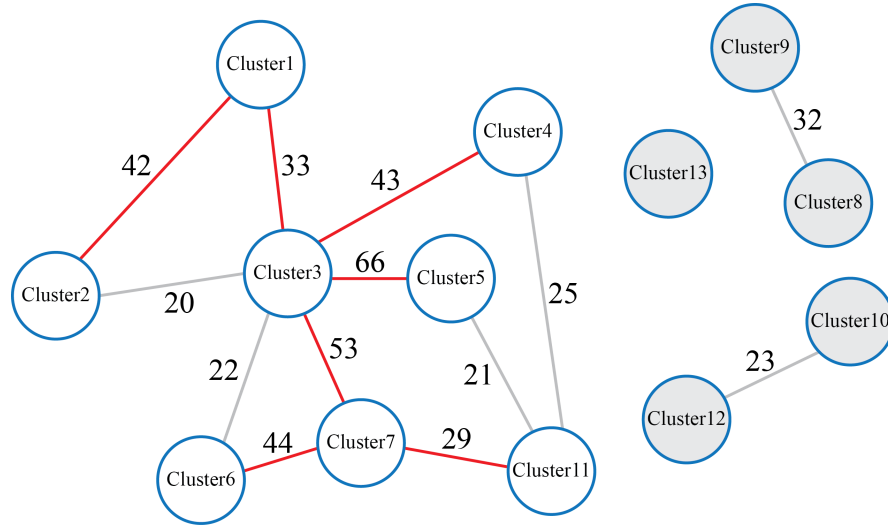 Cluster9
Cluster1
32
Cluster4
42
33
43
Cluster13
Cluster8
66
Cluster3
Cluster5
Cluster2
20
25
Cluster10
53
22
21
23
Cluster12
44
29
Cluster7
Cluster6
Cluster11